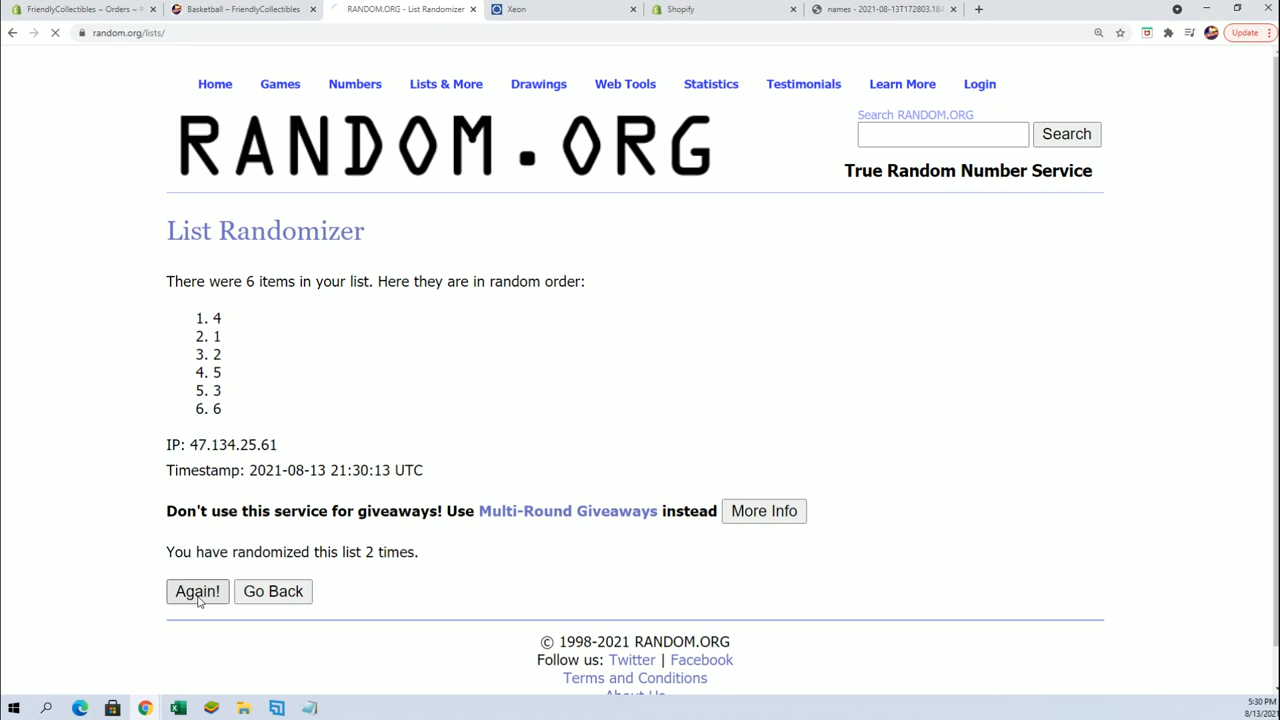 FriendlyCollectibles ~ Orders ~
Basketball – FriendlyCollectibles
RANDOM.ORG - List Randomizer
Xeon
Shopify
names - 2021-08-13T172803.184
random.org/lists/
Update
Home Games Numbers Lists & More Drawings Web Tools Statistics Testimonials Learn More Login
Search RANDOM.ORG
RANDOM.ORG
Search
True Random Number Service
List Randomizer
There were 6 items in your list. Here they are in random order:
1. 4
2. 1
3. 2
4. 5
5. 3
6. 6
IP: 47.134.25.61
Timestamp: 2021-08-13 21:30:13 UTC
Don't use this service for giveaways! Use Multi-Round Giveaways instead More Info
You have randomized this list 2 times.
Again! Go Back
© 1998-2021 RANDOM.ORG
Follow us: Twitter | Facebook
Terms and Conditions
About Us
5:30 PM
8/13/2021